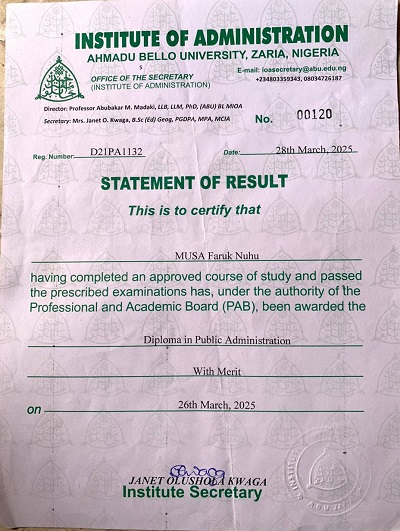 INSTITUTE OF ADMINISTRATION
AHMADU BELLO UNIVERSITY, ZARIA, NIGERIA
OFFICE OF THE SECRETARY
(INSTITUTE OF ADMINISTRATION)
E-mail: ioasecretary@abu.edu.ng
+234803359343, 08034726187
Director: Professor Abubakar M. Madaki, LLB, LLM, PhD, (ABU) BL MIOA
Secretary: Mrs. Janet O. Kwaga, B.Sc (Ed) Geog, PGDPA, MPA, MCIA
No. 00120
Reg. Number: D21PA1132 Date: 28th March, 2025
STATEMENT OF RESULT
This is to certify that
MUSA Faruk Nuhu
having completed an approved course of study and passed
the prescribed examinations has, under the authority of the
Professional and Academic Board (PAB), been awarded the
Diploma in Public Administration
With Merit
on 26th March, 2025
JANET OLUSHOLA KWAGA
Institute Secretary